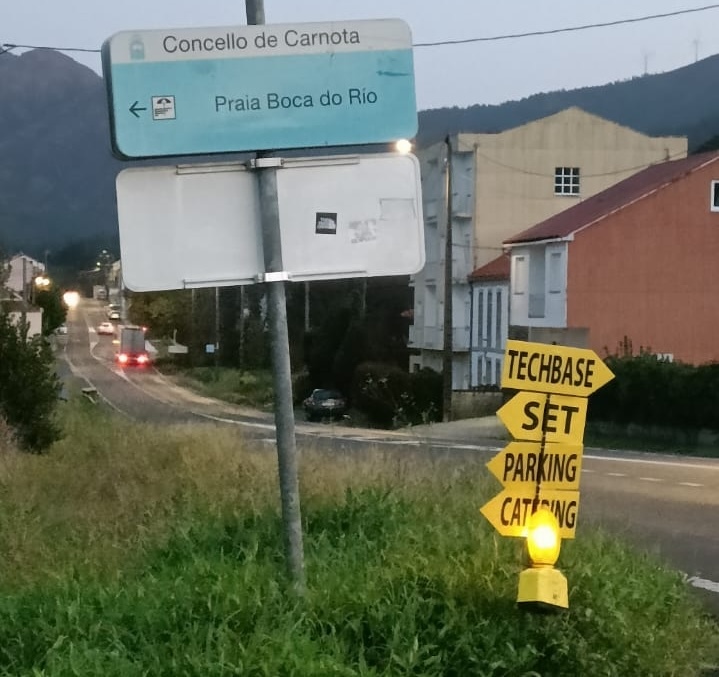 Concello de Carnota
Praia Boca do Río
TECHBASE
SET
PARKING
CATERING